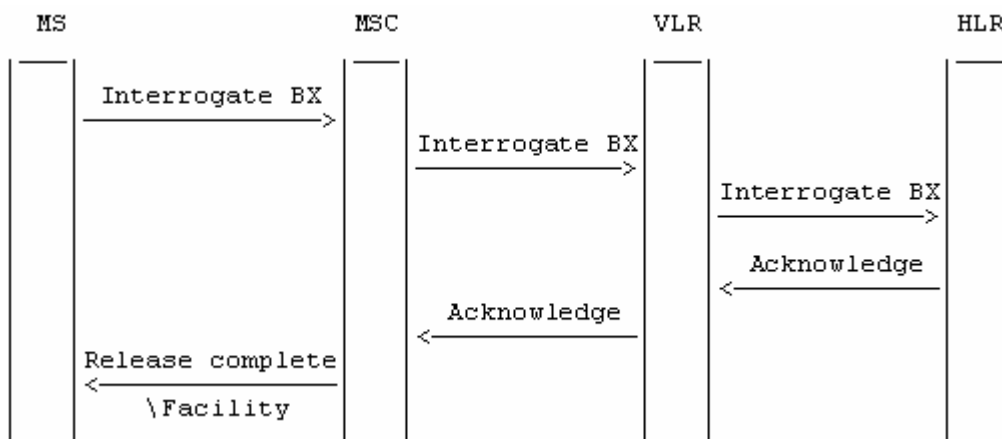 MS MSC VLR HLR
Interrogate BX
Interrogate BX
Interrogate BX
Acknowledge
Acknowledge
Release complete
\Facility